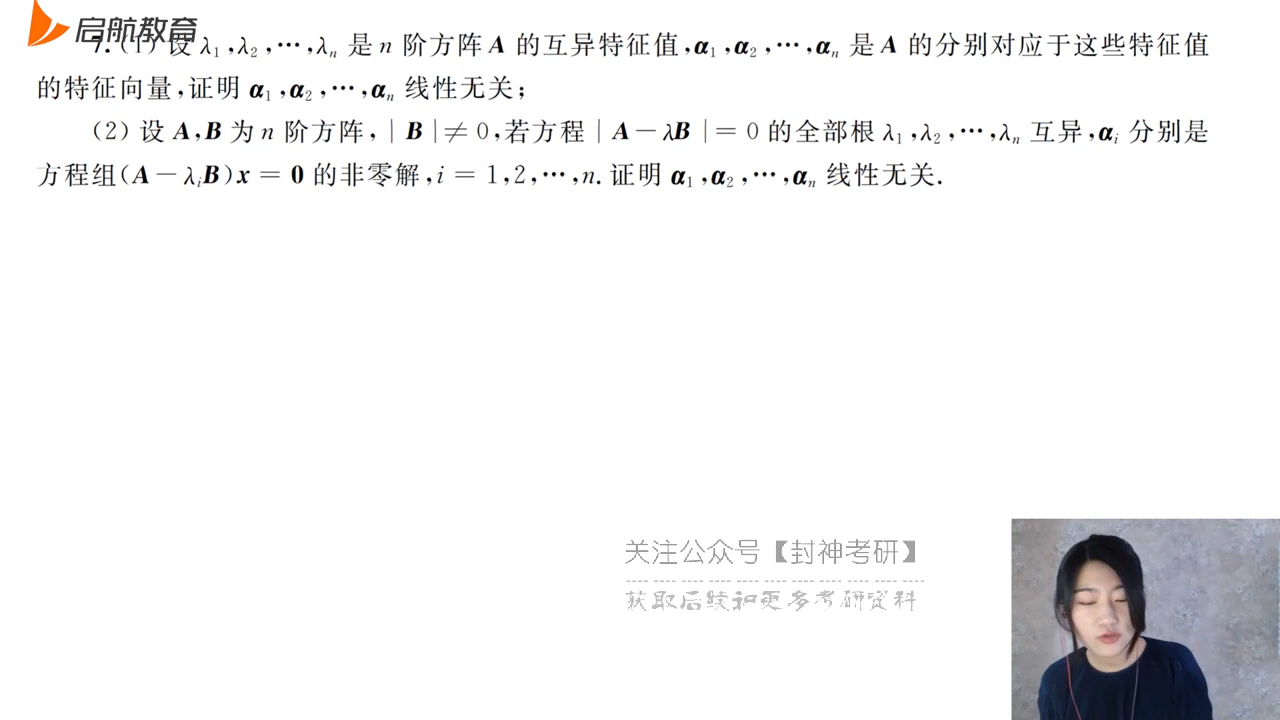 启航教育
7. (1) 设 λ₁,λ₂,⋯,λₙ 是 n 阶方阵 A 的互异特征值,α₁,α₂,⋯,αₙ 是 A 的分别对应于这些特征值
的特征向量,证明 α₁,α₂,⋯,αₙ 线性无关;
(2) 设 A,B 为 n 阶方阵,|B|≠0,若方程|A−λB|=0 的全部根 λ₁,λ₂,⋯,λₙ 互异,αᵢ 分别是
方程组(A−λᵢB)x=0 的非零解,i=1,2,⋯,n. 证明 α₁,α₂,⋯,αₙ 线性无关.
关注公众号【封神考研】
获取后续和更多考研资料